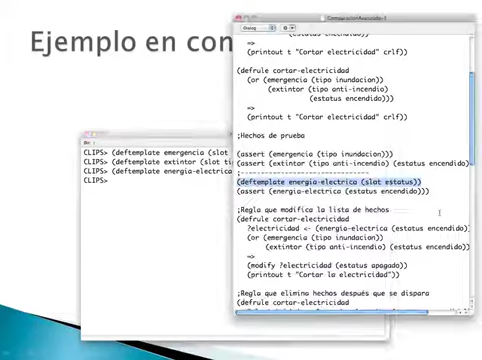 Ejemplo en con
ComparacionAvanzada-1
Dialog
=>
(printout t "Cortar electricidad" crlf))
(defrule cortar-electricidad
(or (emergencia (tipo inundacion))
(extintor (tipo anti-incendio)
(estatus encendido)))
=>
(printout t "Cortar electricidad" crlf))
;Hechos de prueba
(assert (emergencia (tipo inundacion)))
(assert (extintor (tipo anti-incendio) (estatus encendido)
;-----------------------------
(deftemplate energia-electrica (slot estatus))
(assert (energia-electrica (estatus encendido)))
;Regla que modifica la lista de hechos
(defrule cortar-electricidad
?electricidad <- (energia-electrica (estatus encendido))
(or (emergencia (tipo inundacion))
(extintor (tipo anti-incendio) (estatus encendido))
=>
(modify ?electricidad (estatus apagado))
(printout t "Cortar la electricidad"))
;Regla que elimina hechos después que se dispara
(defrule cortar-electricidad
CLIPS> (deftemplate emergencia (slot
CLIPS> (deftemplate extintor (slot tip
CLIPS> (deftemplate energia-electrica
CLIPS>